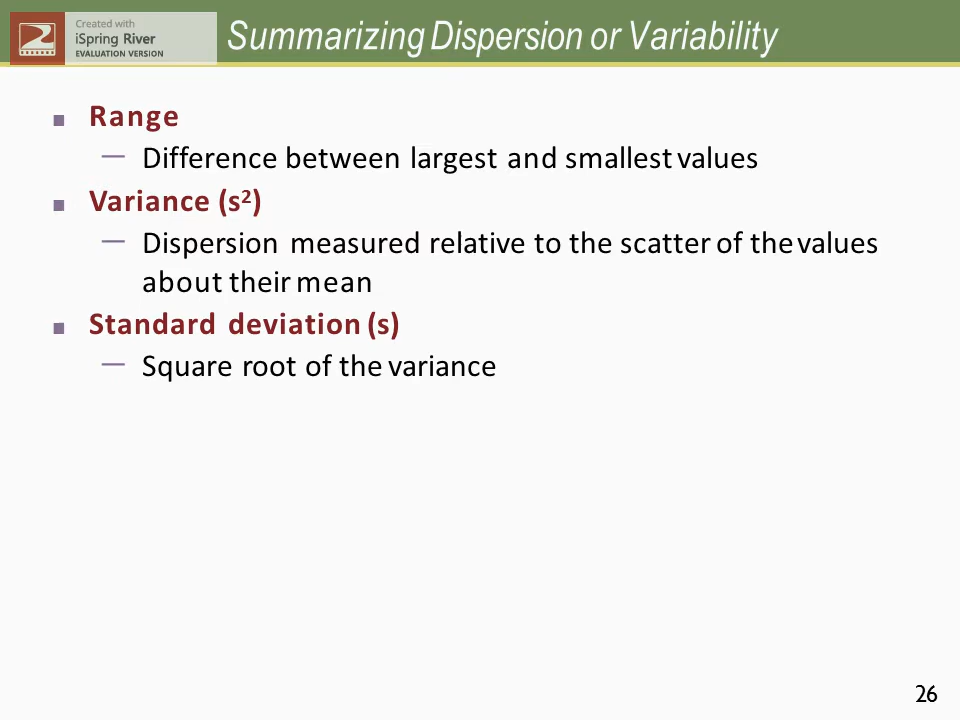 Created with
iSpring River
EVALUATION VERSION
Summarizing Dispersion or Variability
Range
— Difference between largest and smallest values
Variance (s²)
— Dispersion measured relative to the scatter of the values
about their mean
Standard deviation (s)
— Square root of the variance
26